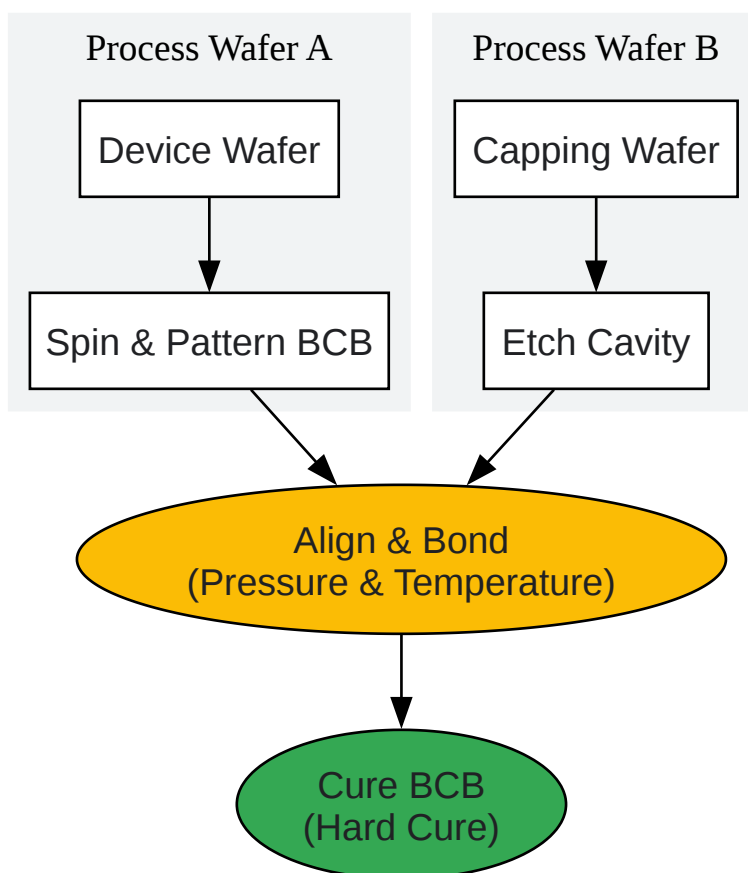 Process Wafer A
Device Wafer
Spin & Pattern BCB
Process Wafer B
Capping Wafer
Etch Cavity
Align & Bond
(Pressure & Temperature)
Cure BCB
(Hard Cure)